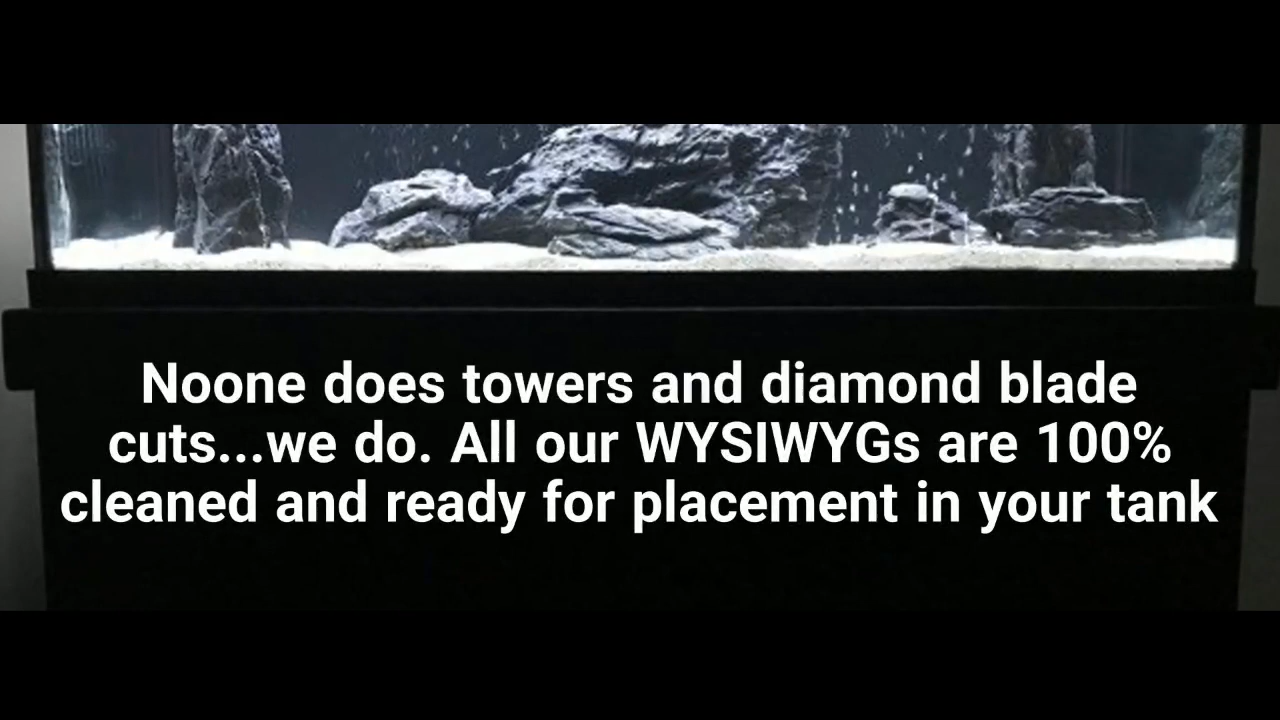 Noone does towers and diamond blade
cuts...we do. All our WYSIWYGs are 100%
cleaned and ready for placement in your tank